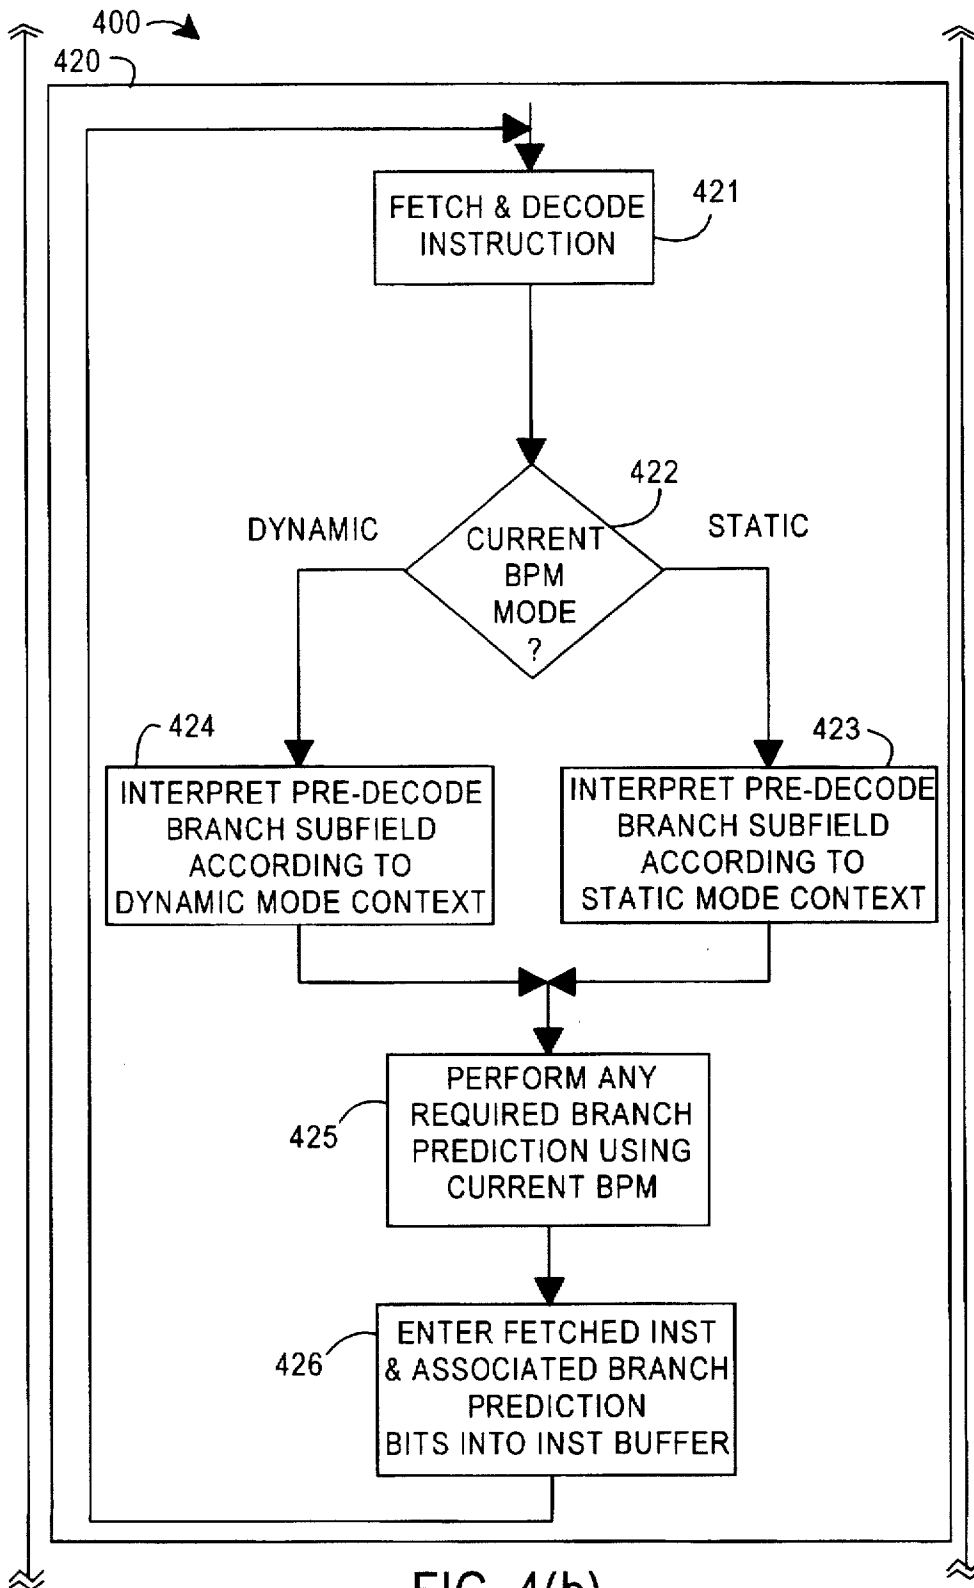 400
420
FETCH & DECODE
INSTRUCTION
421
422
DYNAMIC
STATIC
CURRENT
BPM
MODE
?
424
423
INTERPRET PRE-DECODE
BRANCH SUBFIELD
ACCORDING TO
DYNAMIC MODE CONTEXT
INTERPRET PRE-DECODE
BRANCH SUBFIELD
ACCORDING TO
STATIC MODE CONTEXT
425
PERFORM ANY
REQUIRED BRANCH
PREDICTION USING
CURRENT BPM
426
ENTER FETCHED INST
& ASSOCIATED BRANCH
PREDICTION
BITS INTO INST BUFFER
FIG. 4(b)